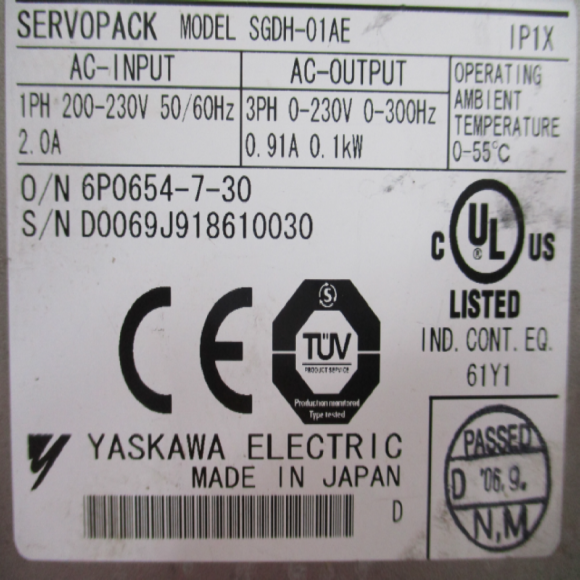 SERVOPACK MODEL SGDH-01AE IP1X
AC-INPUT
1PH 200-230V 50/60Hz
2.0A
AC-OUTPUT
3PH 0-230V 0-300Hz
0.91A 0.1kW
OPERATING
AMBIENT
TEMPERATURE
0-55°C
O/N 6P0654-7-30
S/N D0069J918610030
C UL ® US
LISTED
IND. CONT. EQ.
61Y1
CE
S
TÜV
PRODUCT SERVICE
Production monitored
Type tested
YASKAWA ELECTRIC
MADE IN JAPAN
D
PASSED
D '06.9.
N.M